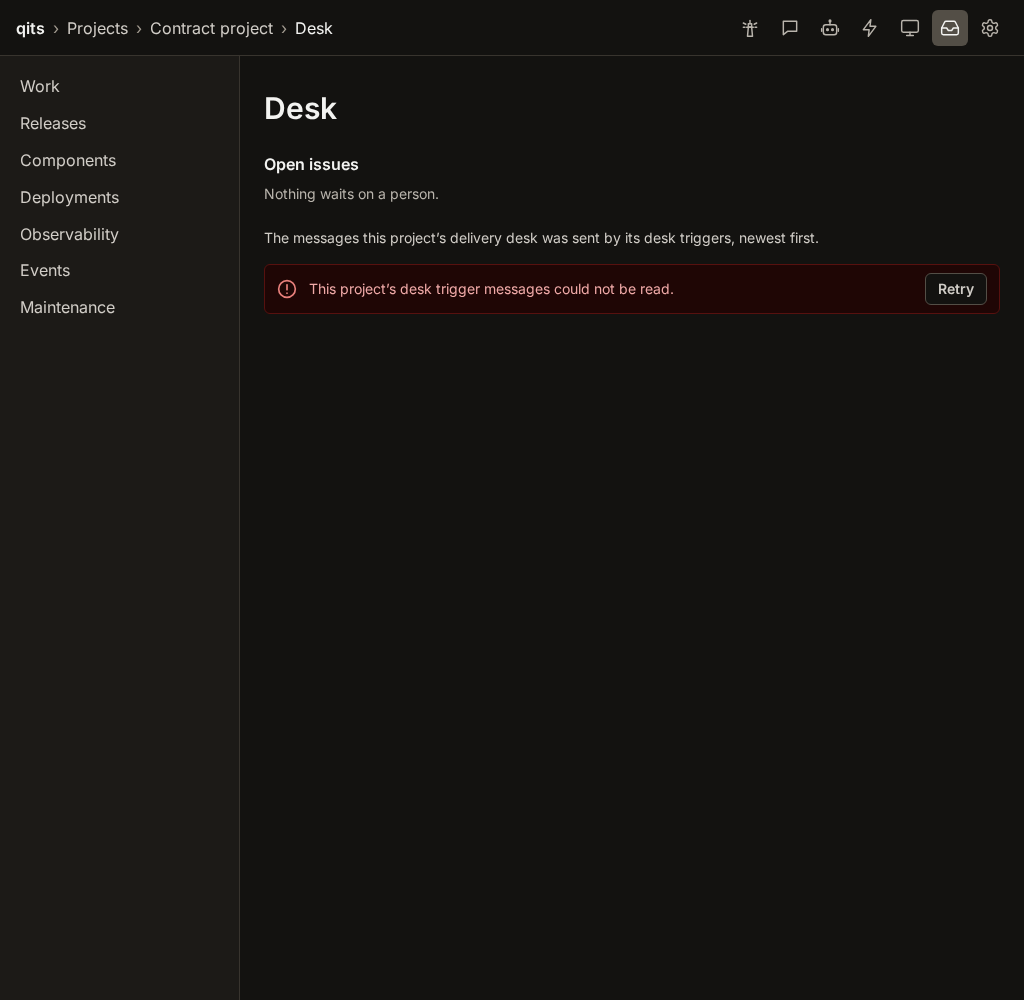 qits › Projects › Contract project › Desk
Work
Releases
Components
Deployments
Observability
Events
Maintenance
Desk
Open issues
Nothing waits on a person.
The messages this project’s delivery desk was sent by its desk triggers, newest first.
This project’s desk trigger messages could not be read.
Retry